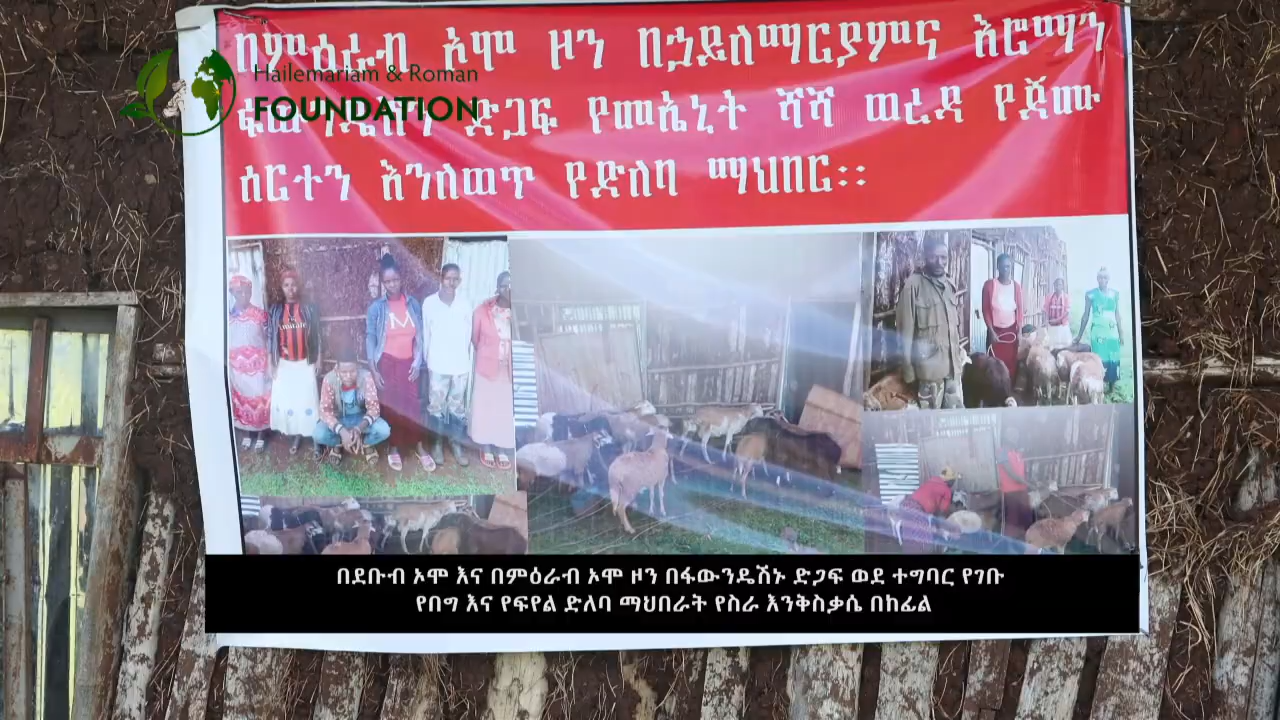 በምዕራብ ኦሞ ዞን በኃይለማርያምና እሮማን
Hailemariam & Roman
FOUNDATION
ድጋፍ የመኤኒት ሻሻ ወረዳ የጀሙ
ሰርተን እንለወጥ የድለባ ማህበር፡፡
በደቡብ ኦሞ እና በምዕራብ ኦሞ ዞን በፋውንዴሽኑ ድጋፍ ወደ ተግባር የገቡ
የበግ እና የፍየል ድለባ ማህበራት የስራ እንቅስቃሴ በከፊል